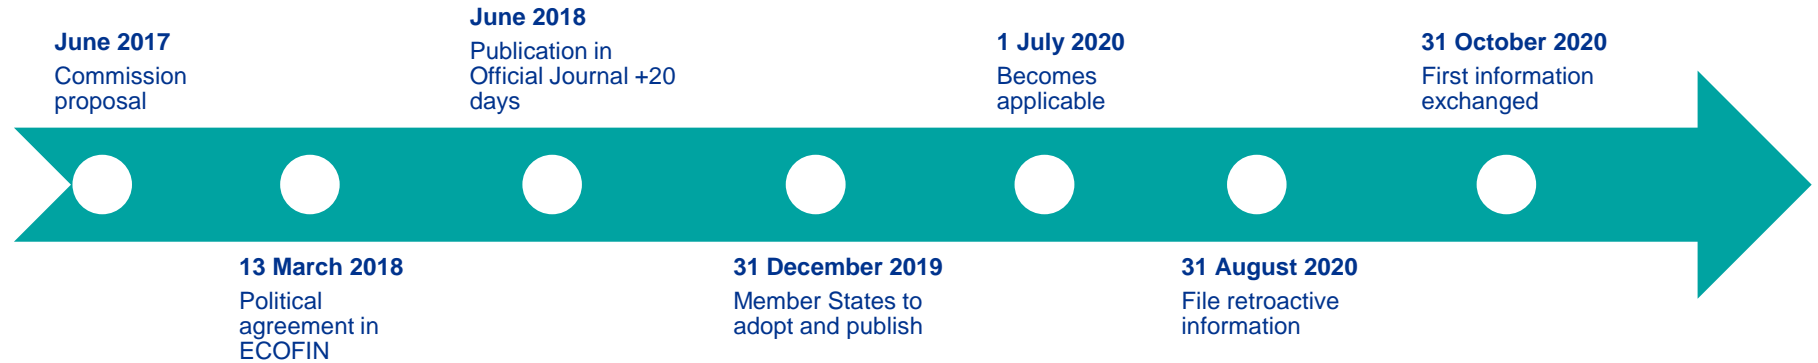 June 2017
Commission
proposal
13 March 2018
Political
agreement in
ECOFIN
June 2018
Publication in
Official Journal +20
days
31 December 2019
Member States to
adopt and publish
1 July 2020
Becomes
applicable
31 August 2020
File retroactive
information
31 October 2020
First information
exchanged